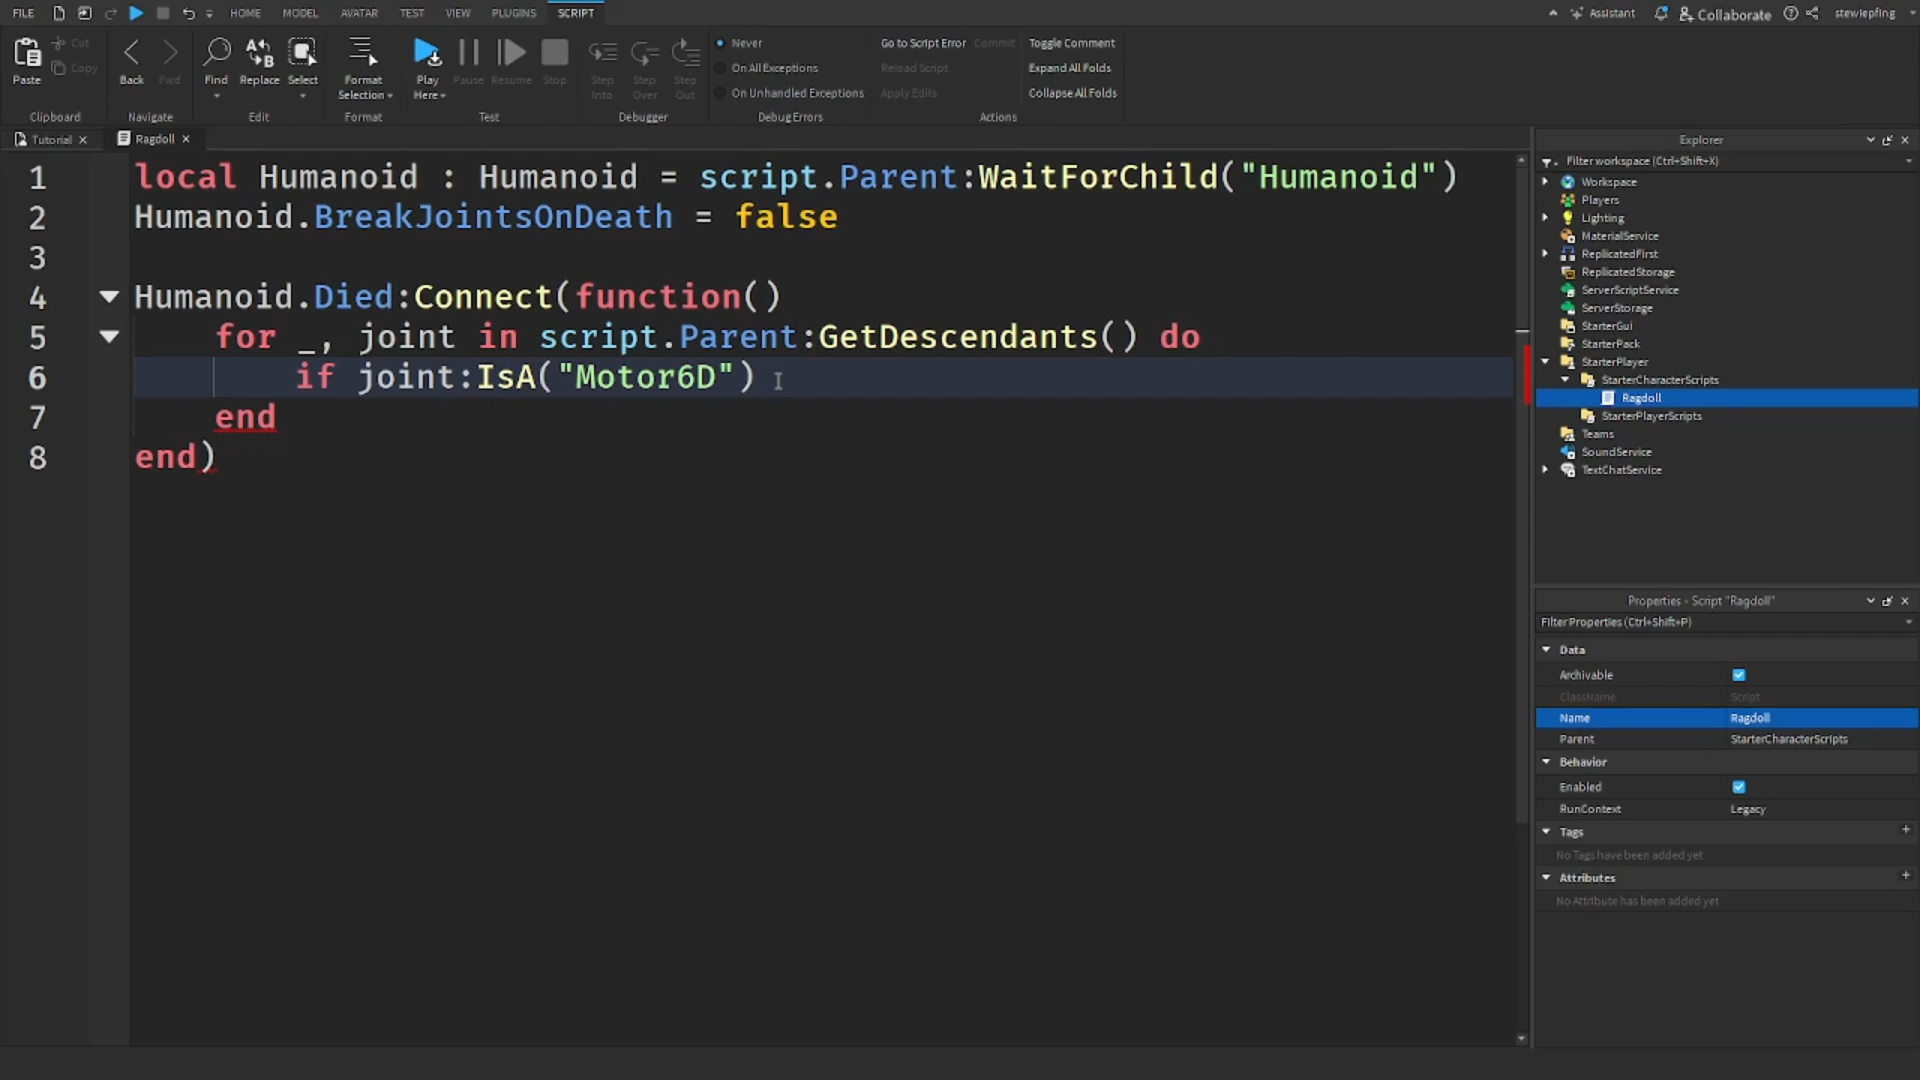 FILE HOME MODEL AVATAR TEST VIEW PLUGINS SCRIPT Assistant Collaborate stewiepfing
Paste Cut Copy Back Fwd Find Replace Select Format Selection Play Here Pause Resume Stop Step Into Step Over Step Out
Never
On All Exceptions
On Unhandled Exceptions
Go to Script Error Commit
Reload Script
Apply Edits
Toggle Comment
Expand All Folds
Collapse All Folds
Clipboard Navigate Edit Format Test Debugger Debug Errors Actions
Tutorial Ragdoll
1 local Humanoid : Humanoid = script.Parent:WaitForChild("Humanoid")
2 Humanoid.BreakJointsOnDeath = false
3
4 Humanoid.Died:Connect(function()
5 for _, joint in script.Parent:GetDescendants() do
6 if joint:IsA("Motor6D")
7 end
8 end)
Explorer
Filter workspace (Ctrl+Shift+X)
Workspace
Players
Lighting
MaterialService
ReplicatedFirst
ReplicatedStorage
ServerScriptService
ServerStorage
StarterGui
StarterPack
StarterPlayer
StarterCharacterScripts
Ragdoll
StarterPlayerScripts
Teams
SoundService
TextChatService
Properties - Script "Ragdoll"
Filter Properties (Ctrl+Shift+P)
Data
Archivable
ClassName Script
Name Ragdoll
Parent StarterCharacterScripts
Behavior
Enabled
RunContext Legacy
Tags +
No Tags have been added yet
Attributes +
No Attribute has been added yet